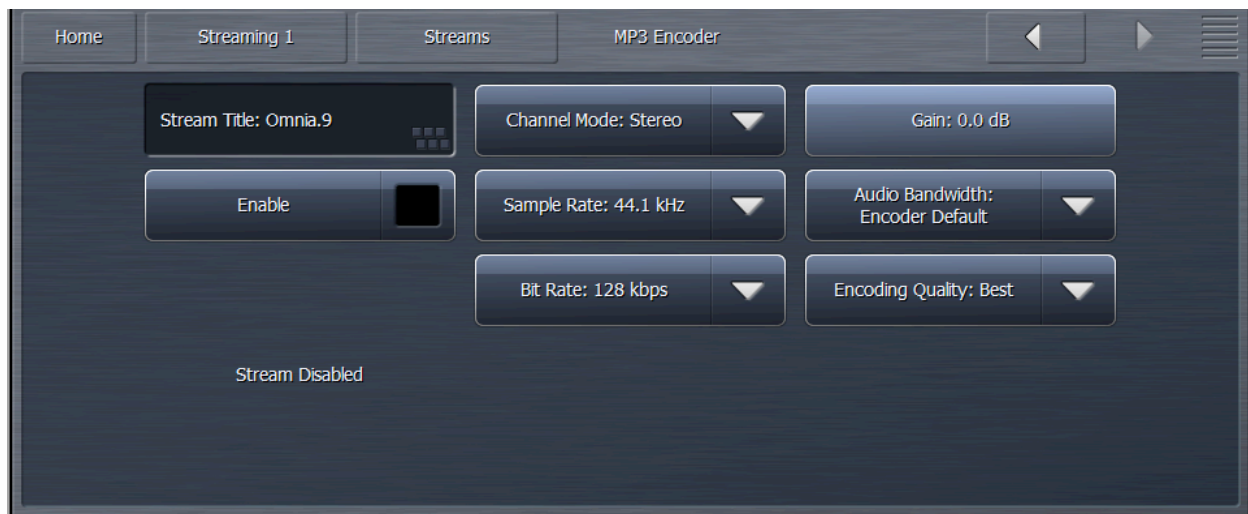 Home
Streaming 1
Streams
MP3 Encoder
Stream Title: Omnia.9
Channel Mode: Stereo
Gain: 0.0 dB
Enable
Sample Rate: 44.1 kHz
Audio Bandwidth:
Encoder Default
Bit Rate: 128 kbps
Encoding Quality: Best
Stream Disabled